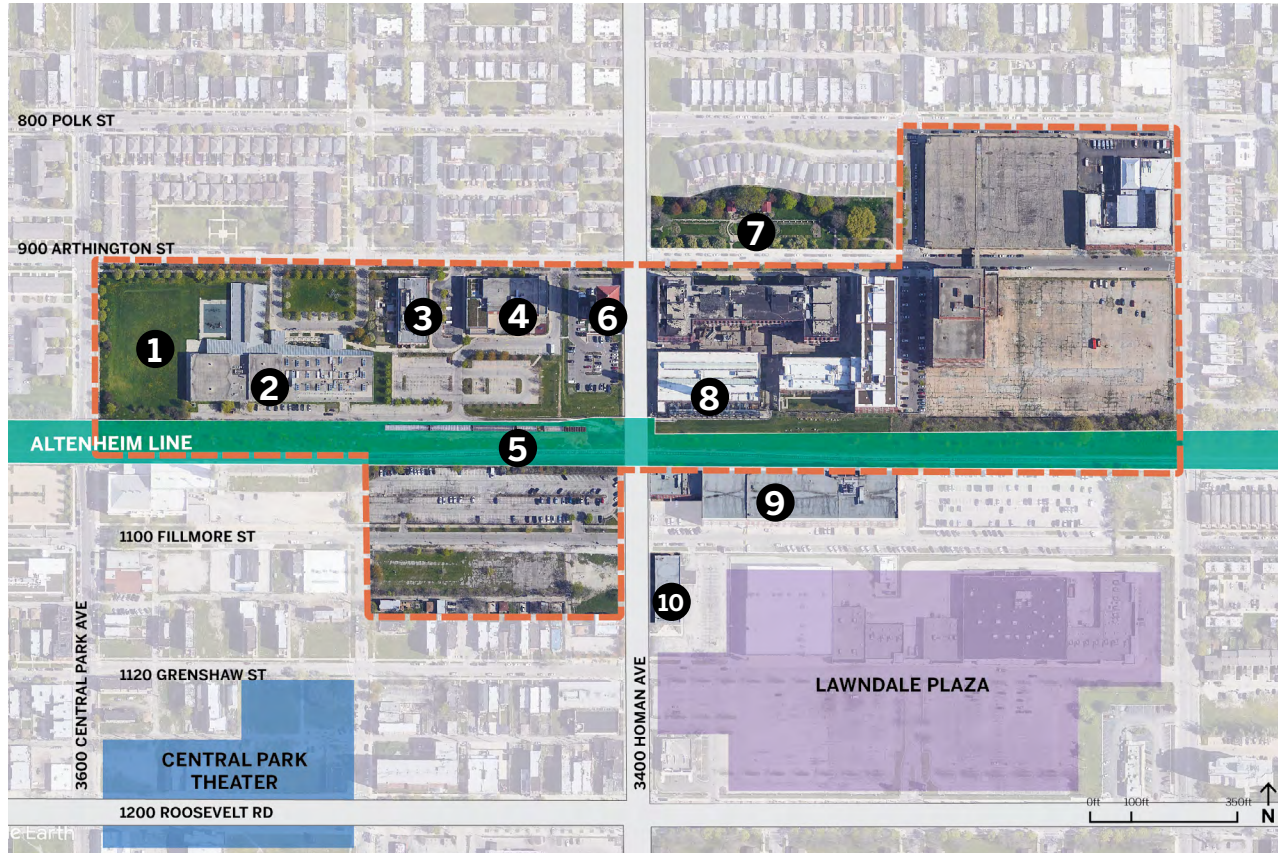 800 POLK ST
7
900 ARTHINGTON ST
1
2
3
4
6
8
ALTENHEIM LINE
5
9
1100 FILLMORE ST
10
3600 CENTRAL PARK AVE
1120 GRENSHAW ST
3400 HOMAN AVE
LAWNDALE PLAZA
CENTRAL PARK
THEATER
1200 ROOSEVELT RD
0ft 100ft 350ft
N
e Earth